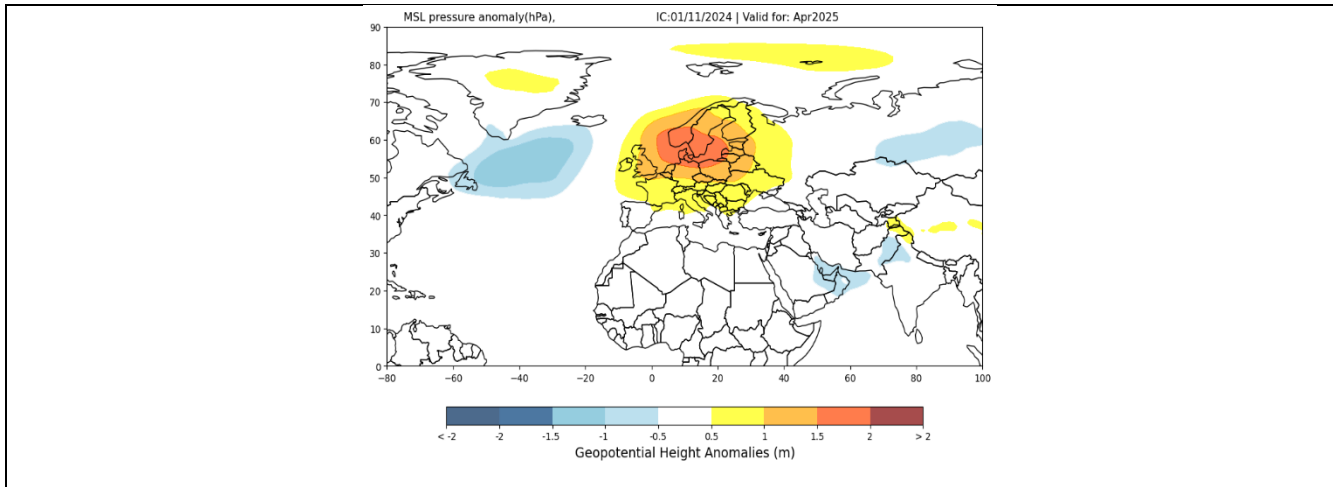 MSL pressure anomaly(hPa), IC:01/11/2024 | Valid for: Apr2025
90
80
70
60
50
40
30
20
10
0
−80 −60 −40 −20 0 20 40 60 80 100
< -2 -2 -1.5 -1 -0.5 0.5 1 1.5 2 > 2
Geopotential Height Anomalies (m)